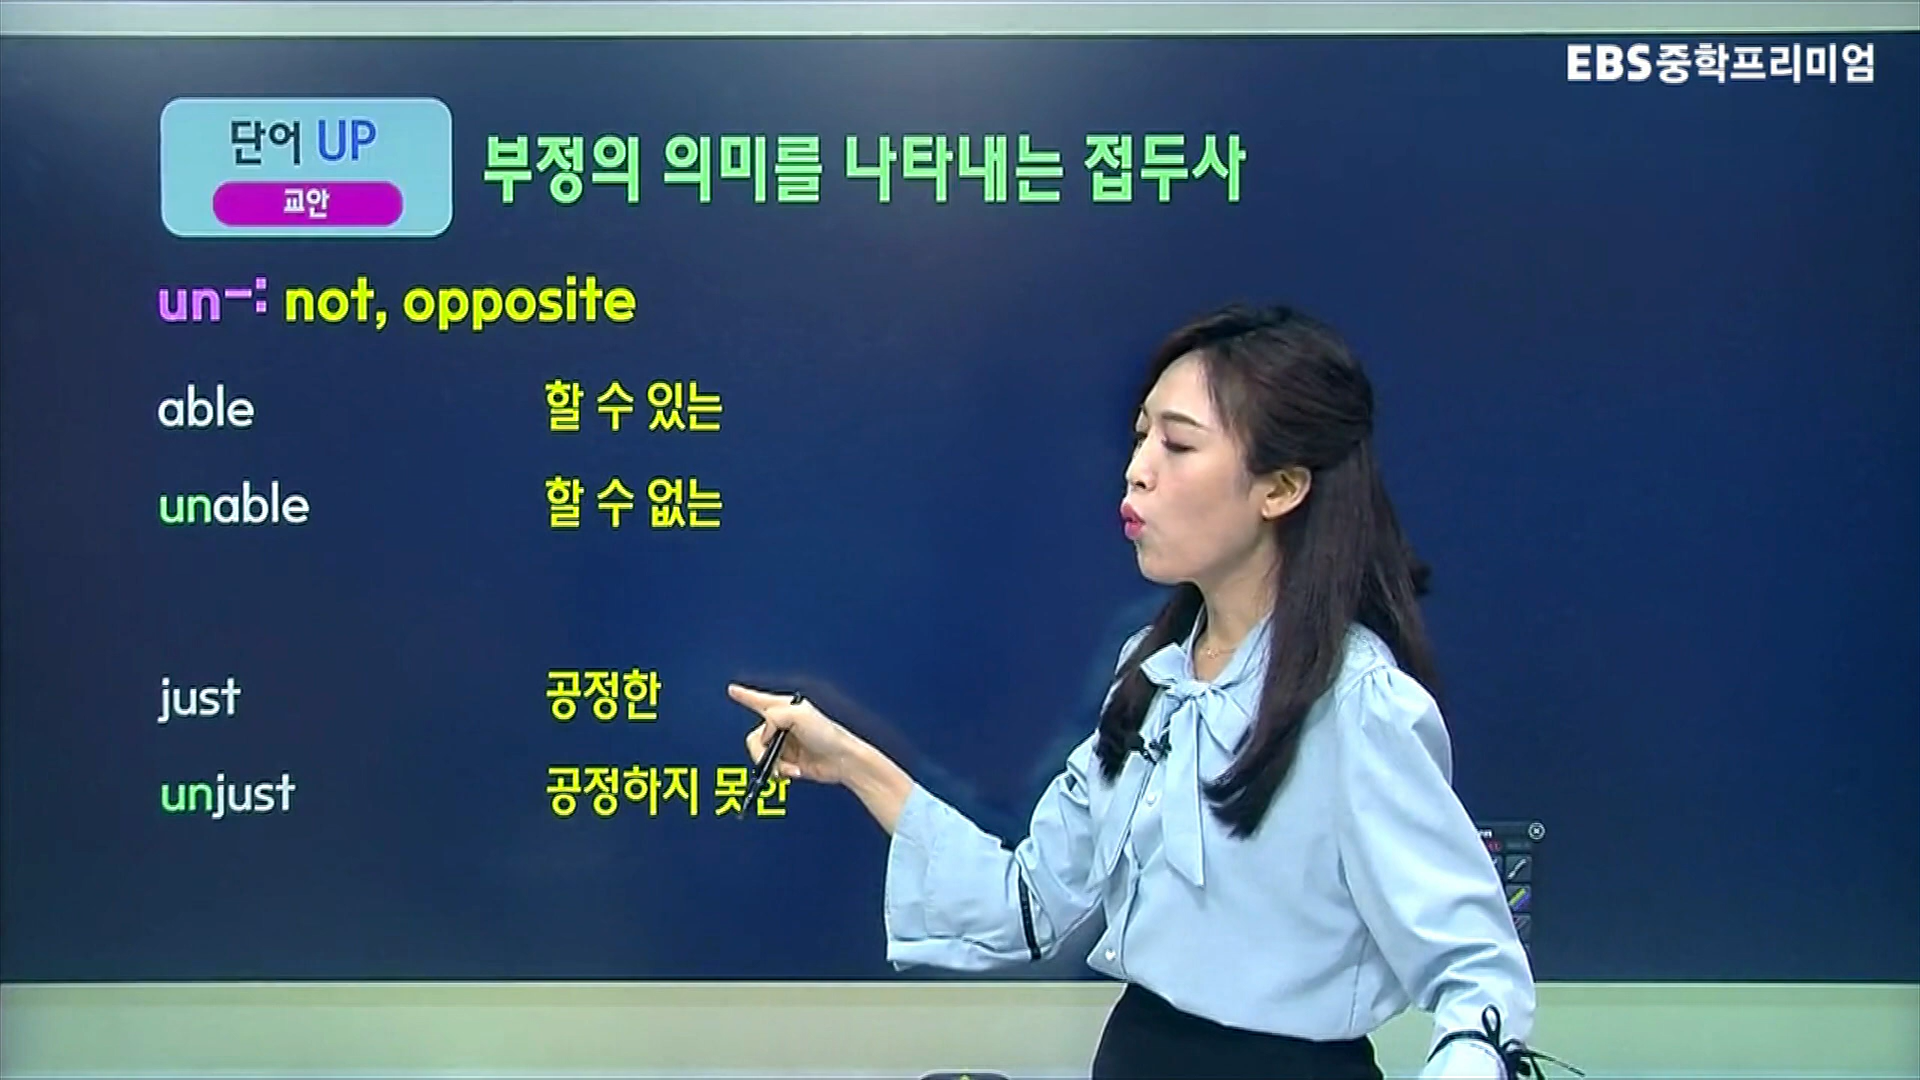 EBS중학프리미엄
단어 UP
교안
부정의 의미를 나타내는 접두사
un-: not, opposite
able 할 수 있는
unable 할 수 없는
just 공정한
unjust 공정하지 못한